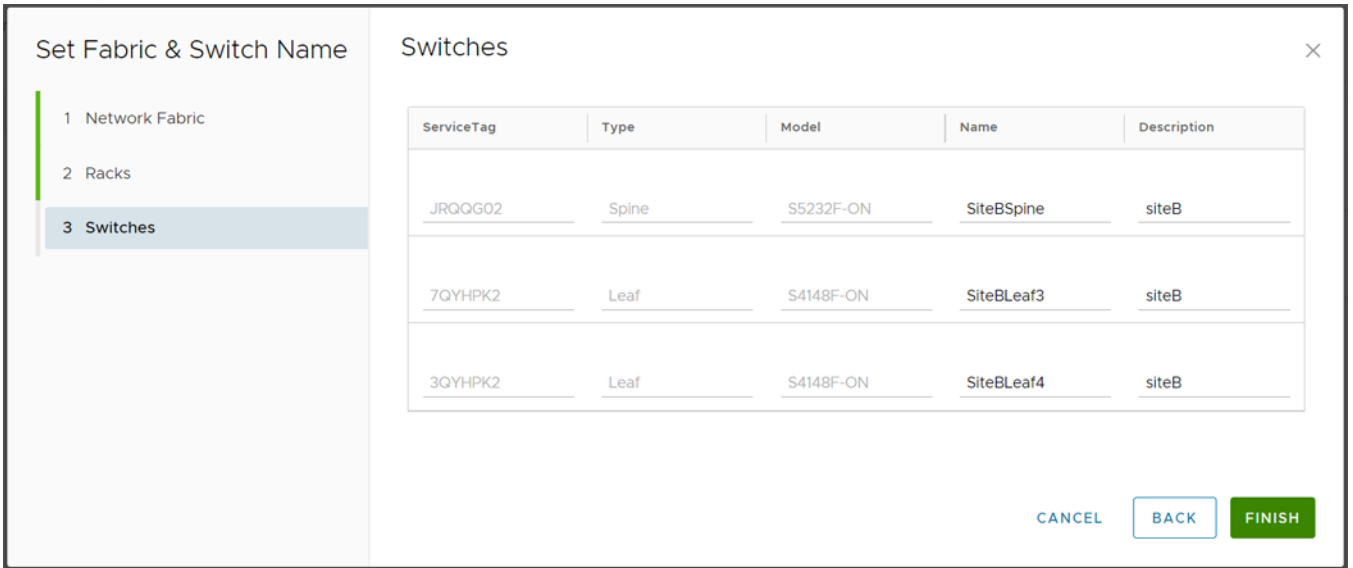 Set Fabric & Switch Name
1 Network Fabric
2 Racks
3 Switches
Switches
ServiceTag Type Model Name Description
JRQQG02 Spine S5232F-ON SiteBSpine siteB
7QYHPK2 Leaf S4148F-ON SiteBLeaf3 siteB
3QYHPK2 Leaf S4148F-ON SiteBLeaf4 siteB
CANCEL BACK FINISH